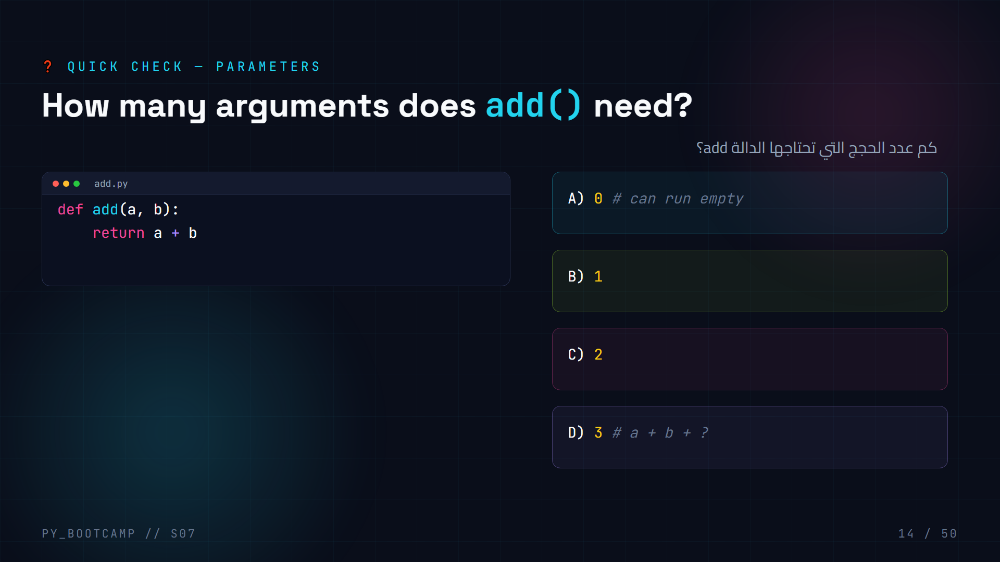 ❓ QUICK CHECK — PARAMETERS
How many arguments does add() need?
كم عدد الحجج التي تحتاجها الدالة add؟
add.py
def add(a, b):
    return a + b
A) 0 # can run empty
B) 1
C) 2
D) 3 # a + b + ?
PY_BOOTCAMP // S07
14 / 50